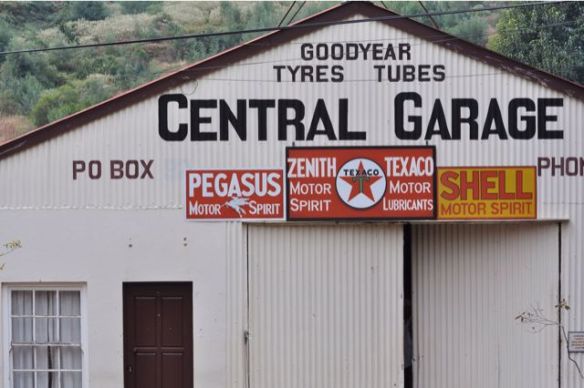 GOODYEAR
TYRES TUBES
CENTRAL GARAGE
PO BOX
PHON
PEGASUS
MOTOR SPIRIT
ZENITH
MOTOR
SPIRIT
TEXACO
T
TEXACO
MOTOR
LUBRICANTS
SHELL
MOTOR SPIRIT